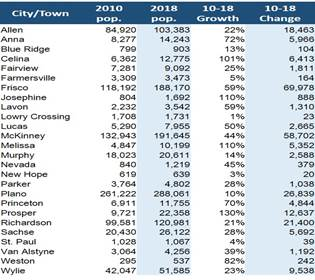 City/Town 2010 pop. 2018 pop. 10-18 Growth 10-18 Change
Allen 84,920 103,383 22% 18,463
Anna 8,277 14,243 72% 5,966
Blue Ridge 799 903 13% 104
Celina 6,362 12,775 101% 6,413
Fairview 7,281 9,092 25% 1,811
Farmersville 3,309 3,473 5% 164
Frisco 118,192 188,170 59% 69,978
Josephine 804 1,692 110% 888
Lavon 2,232 3,542 59% 1,310
Lowry Crossing 1,708 1,731 1% 23
Lucas 5,290 7,955 50% 2,665
McKinney 132,943 191,645 44% 58,702
Melissa 4,847 10,199 110% 5,352
Murphy 18,023 20,611 14% 2,588
Nevada 840 1,219 45% 379
New Hope 619 639 3% 20
Parker 3,764 4,802 28% 1,038
Plano 261,222 288,061 10% 26,839
Princeton 6,911 11,755 70% 4,844
Prosper 9,721 22,358 130% 12,637
Richardson 99,581 120,981 21% 21,400
Sachse 20,430 26,122 28% 5,692
St. Paul 1,028 1,067 4% 39
Van Alstyne 3,064 4,256 39% 1,192
Weston 295 537 82% 242
Wylie 42,047 51,585 23% 9,538